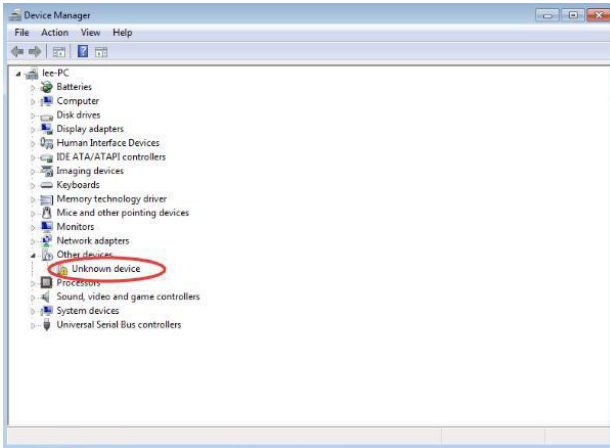 Device Manager
File Action View Help
lee-PC
Batteries
Computer
Disk drives
Display adapters
Human Interface Devices
IDE ATA/ATAPI controllers
Imaging devices
Keyboards
Memory technology driver
Mice and other pointing devices
Monitors
Network adapters
Other devices
Unknown device
Processors
Sound, video and game controllers
System devices
Universal Serial Bus controllers